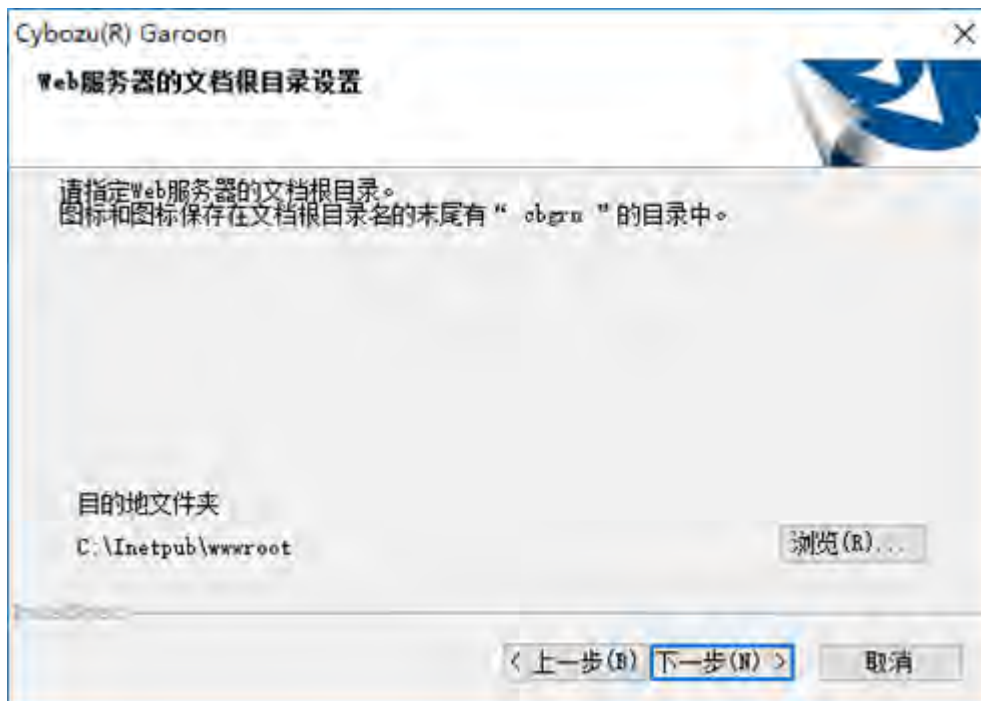 Cybozu(R) Garoon
Web服务器的文档根目录设置
请指定Web服务器的文档根目录。
图标和图标保存在文档根目录名的末尾有“ cbgrn ”的目录中。
目的地文件夹
C:\Inetpub\wwwroot
浏览(R)...
< 上一步(B)
下一步(N) >
取消